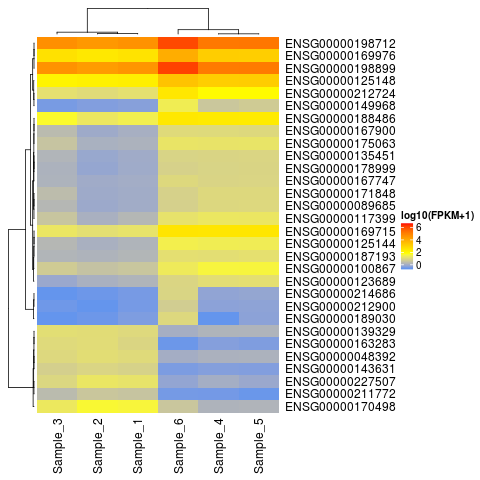 ENSG00000198712
ENSG00000169976
ENSG00000198899
ENSG00000125148
ENSG00000212724
ENSG00000149968
ENSG00000188486
ENSG00000167900
ENSG00000175063
ENSG00000135451
ENSG00000178999
ENSG00000167747
ENSG00000171848
ENSG00000089685
ENSG00000117399
ENSG00000169715
ENSG00000125144
ENSG00000187193
ENSG00000100867
ENSG00000123689
ENSG00000214686
ENSG00000212900
ENSG00000189030
ENSG00000139329
ENSG00000163283
ENSG00000048392
ENSG00000143631
ENSG00000227507
ENSG00000211772
ENSG00000170498
log10(FPKM+1)
6
4
2
0
Sample_3
Sample_2
Sample_1
Sample_6
Sample_4
Sample_5